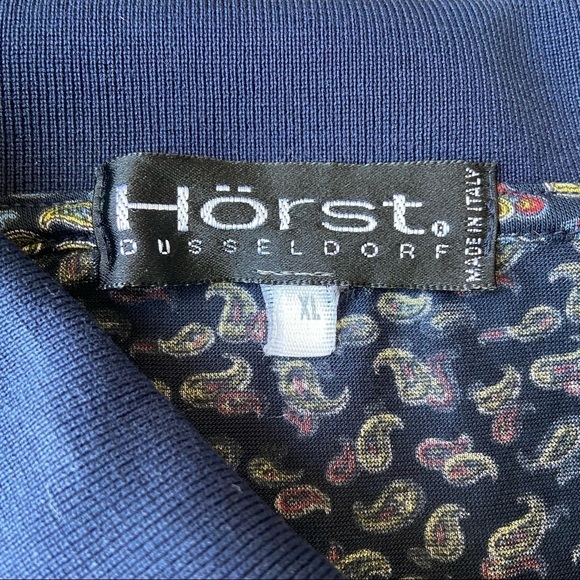 Hörst.®
DUSSELDORF
MADE IN ITALY
XL